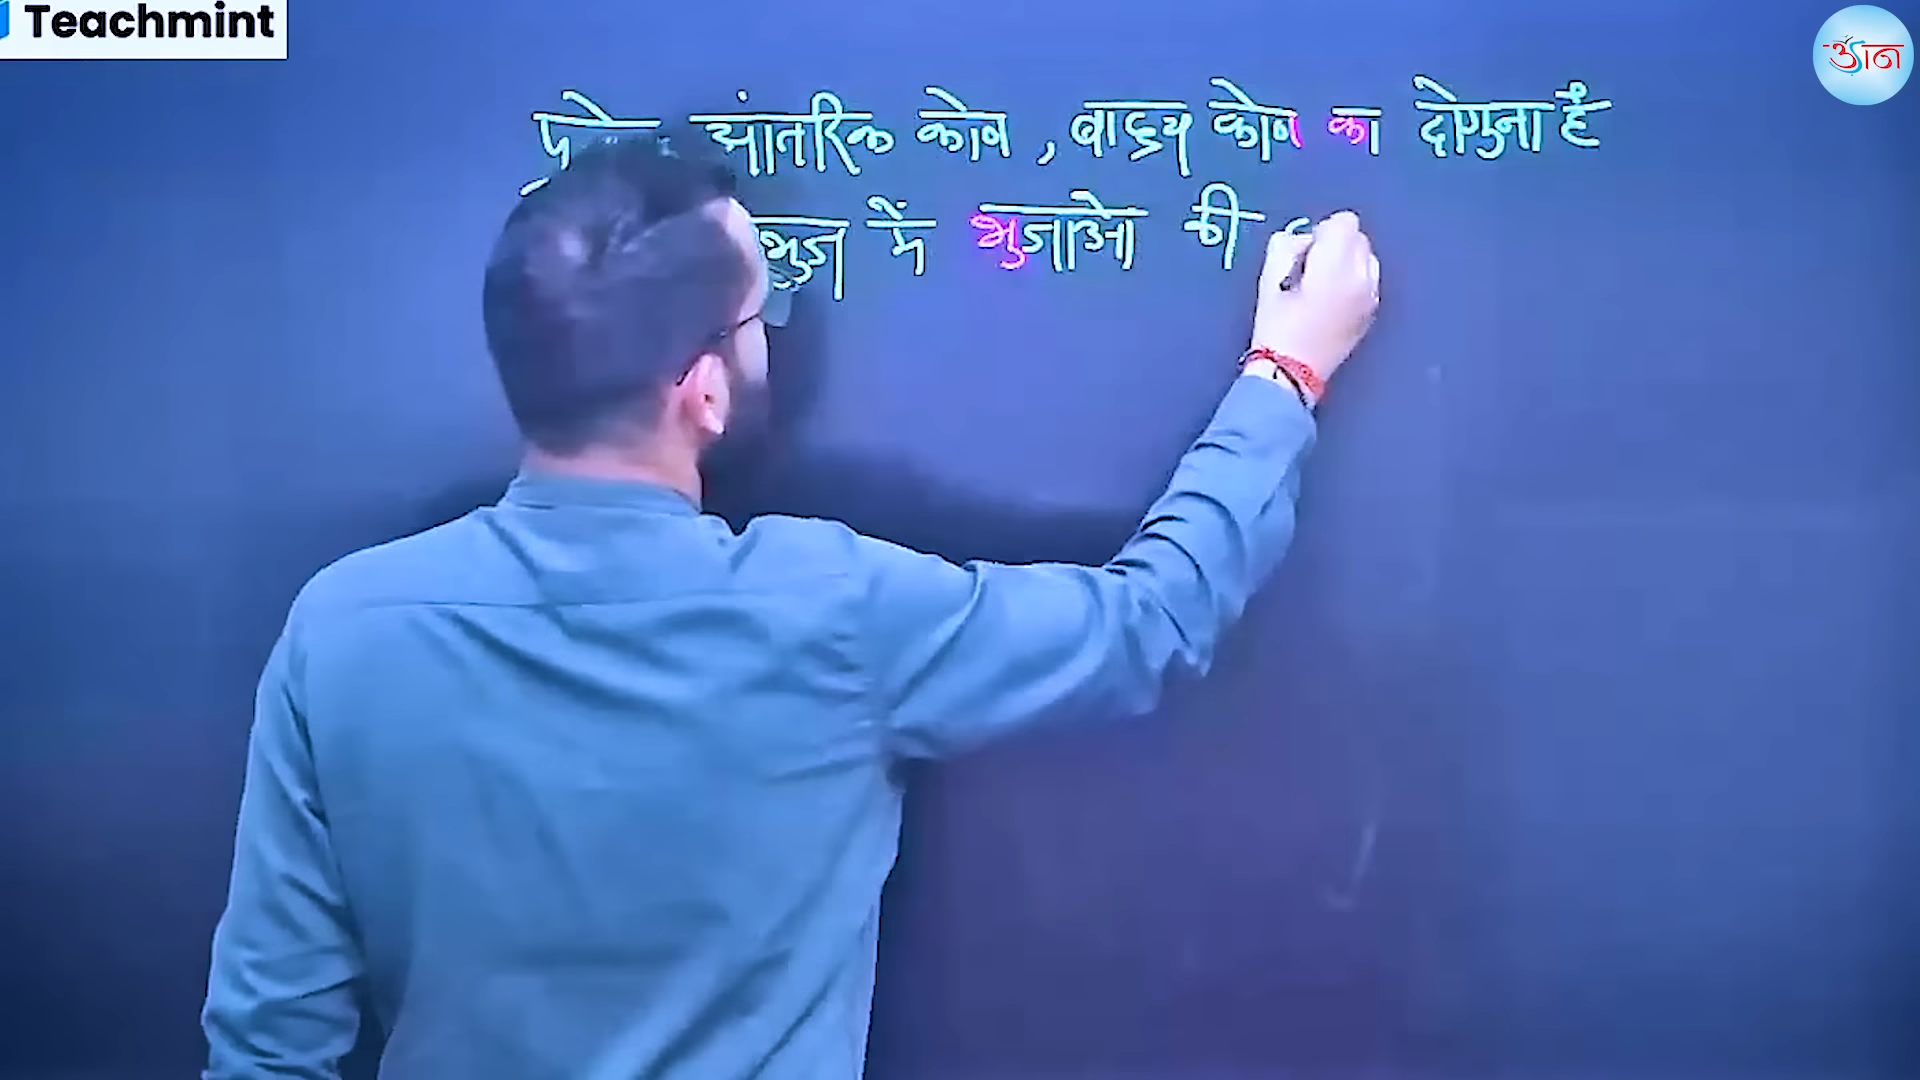 Teachmint
आंतरिक कोण , वाह्य कोण का दोगुना हैं
भुज में भुजाओ की